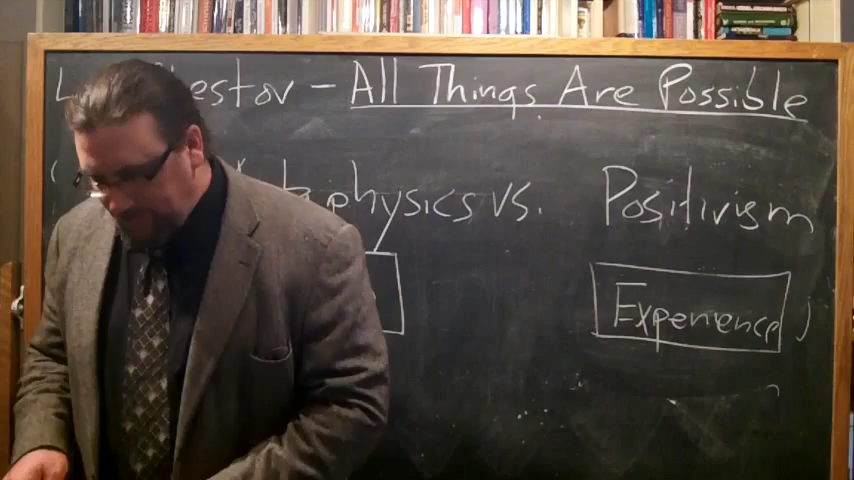 L estov - All Things Are Possible
physics vs. Positivism
Experience